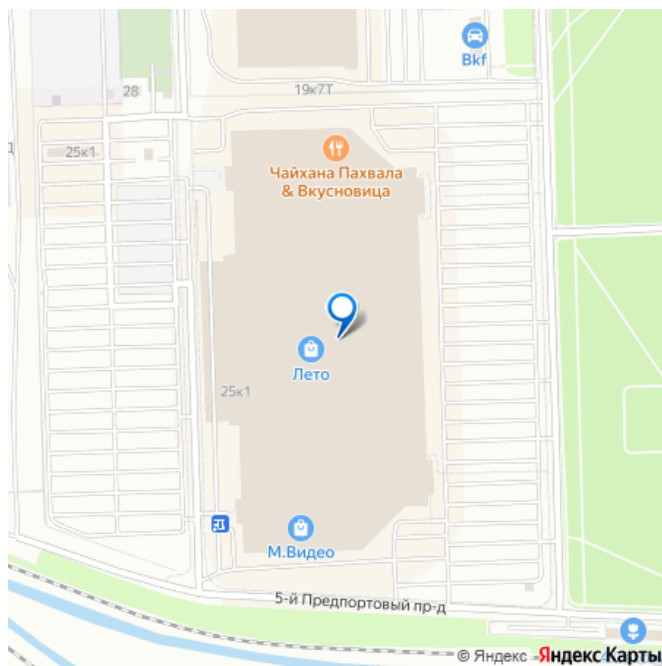 Bkf
19к7Т
28
25к1
Чайхана Пахвала
& Вкусновица
Лето
25к1
М.Видео
5-й Предпортовый пр-д
© Яндекс Яндекс Карты